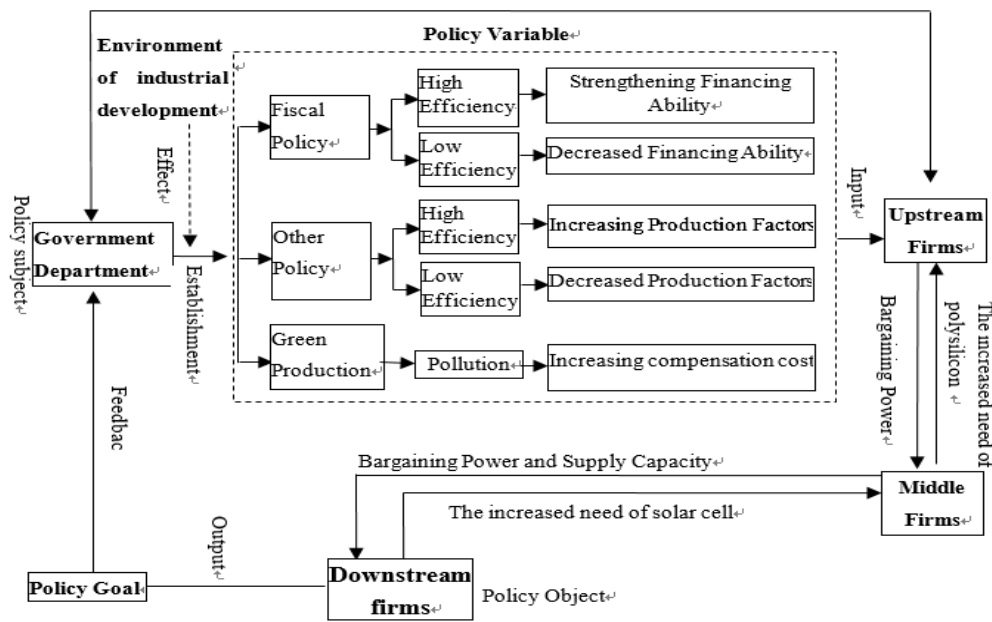 Policy Variable
Environment
of industrial
development
Effect
Policy subject
Government
Department
Establishment
Fiscal
Policy
High
Efficiency
Strengthening Financing
Ability
Low
Efficiency
Decreased Financing Ability
Other
Policy
High
Efficiency
Increasing Production Factors
Low
Efficiency
Decreased Production Factors
Green
Production
Pollution
Increasing compensation cost
Input
Upstream
Firms
Bargaining Power
The increased need of
polysilicon
Middle
Firms
Bargaining Power and Supply Capacity
The increased need of solar cell
Downstream
firms
Policy Object
Output
Policy Goal
Feedbac